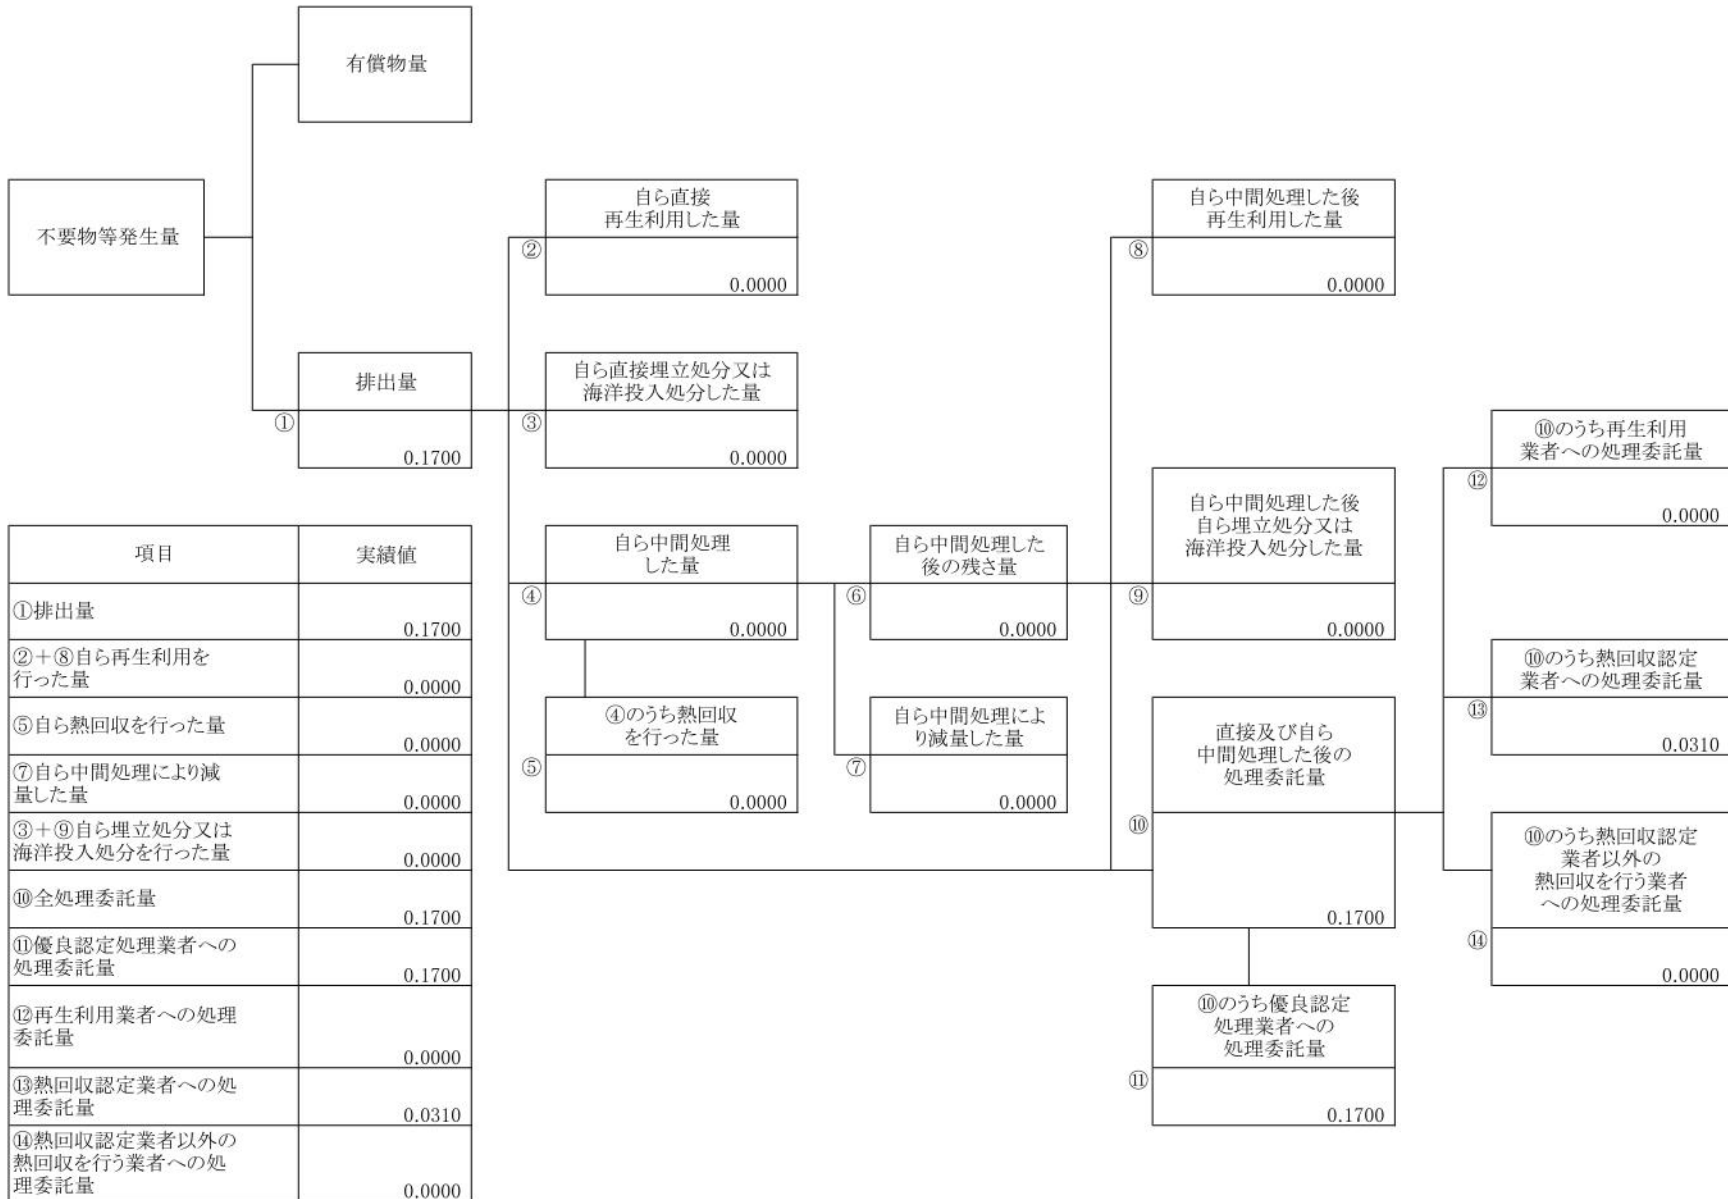 有償物量
不要物等発生量
排出量
①
0.1700
自ら直接
再生利用した量
②
0.0000
自ら直接埋立処分又は
海洋投入処分した量
③
0.0000
自ら中間処理
した量
④
0.0000
④のうち熱回収
を行った量
⑤
0.0000
自ら中間処理した
後の残さ量
⑥
0.0000
自ら中間処理によ
り減量した量
⑦
0.0000
自ら中間処理した後
再生利用した量
⑧
0.0000
自ら中間処理した後
自ら埋立処分又は
海洋投入処分した量
⑨
0.0000
直接及び自ら
中間処理した後の
処理委託量
⑩
0.1700
⑩のうち優良認定
処理業者への
処理委託量
⑪
0.1700
⑩のうち再生利用
業者への処理委託量
⑫
0.0000
⑩のうち熱回収認定
業者への処理委託量
⑬
0.0310
⑩のうち熱回収認定
業者以外の
熱回収を行う業者
への処理委託量
⑭
0.0000
項目 実績値
①排出量
0.1700
②+⑧自ら再生利用を
行った量
0.0000
⑤自ら熱回収を行った量
0.0000
⑦自ら中間処理により減
量した量
0.0000
③+⑨自ら埋立処分又は
海洋投入処分を行った量
0.0000
⑩全処理委託量
0.1700
⑪優良認定処理業者への
処理委託量
0.1700
⑫再生利用業者への処理
委託量
0.0000
⑬熱回収認定業者への処
理委託量
0.0310
⑭熱回収認定業者以外の
熱回収を行う業者への処
理委託量
0.0000